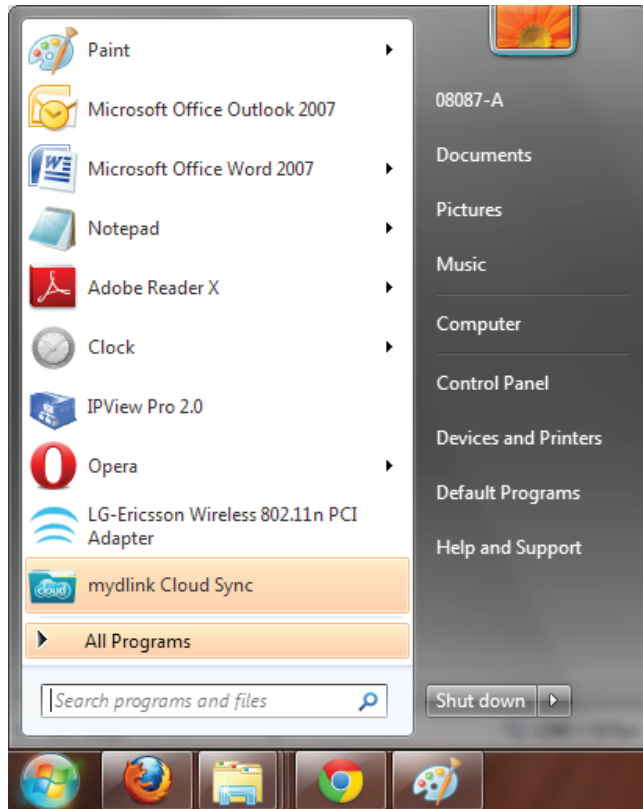 Paint
Microsoft Office Outlook 2007
Microsoft Office Word 2007
Notepad
Adobe Reader X
Clock
IPView Pro 2.0
Opera
LG-Ericsson Wireless 802.11n PCI
Adapter
cloud
mydlink Cloud Sync
All Programs
Search programs and files
08087-A
Documents
Pictures
Music
Computer
Control Panel
Devices and Printers
Default Programs
Help and Support
Shut down